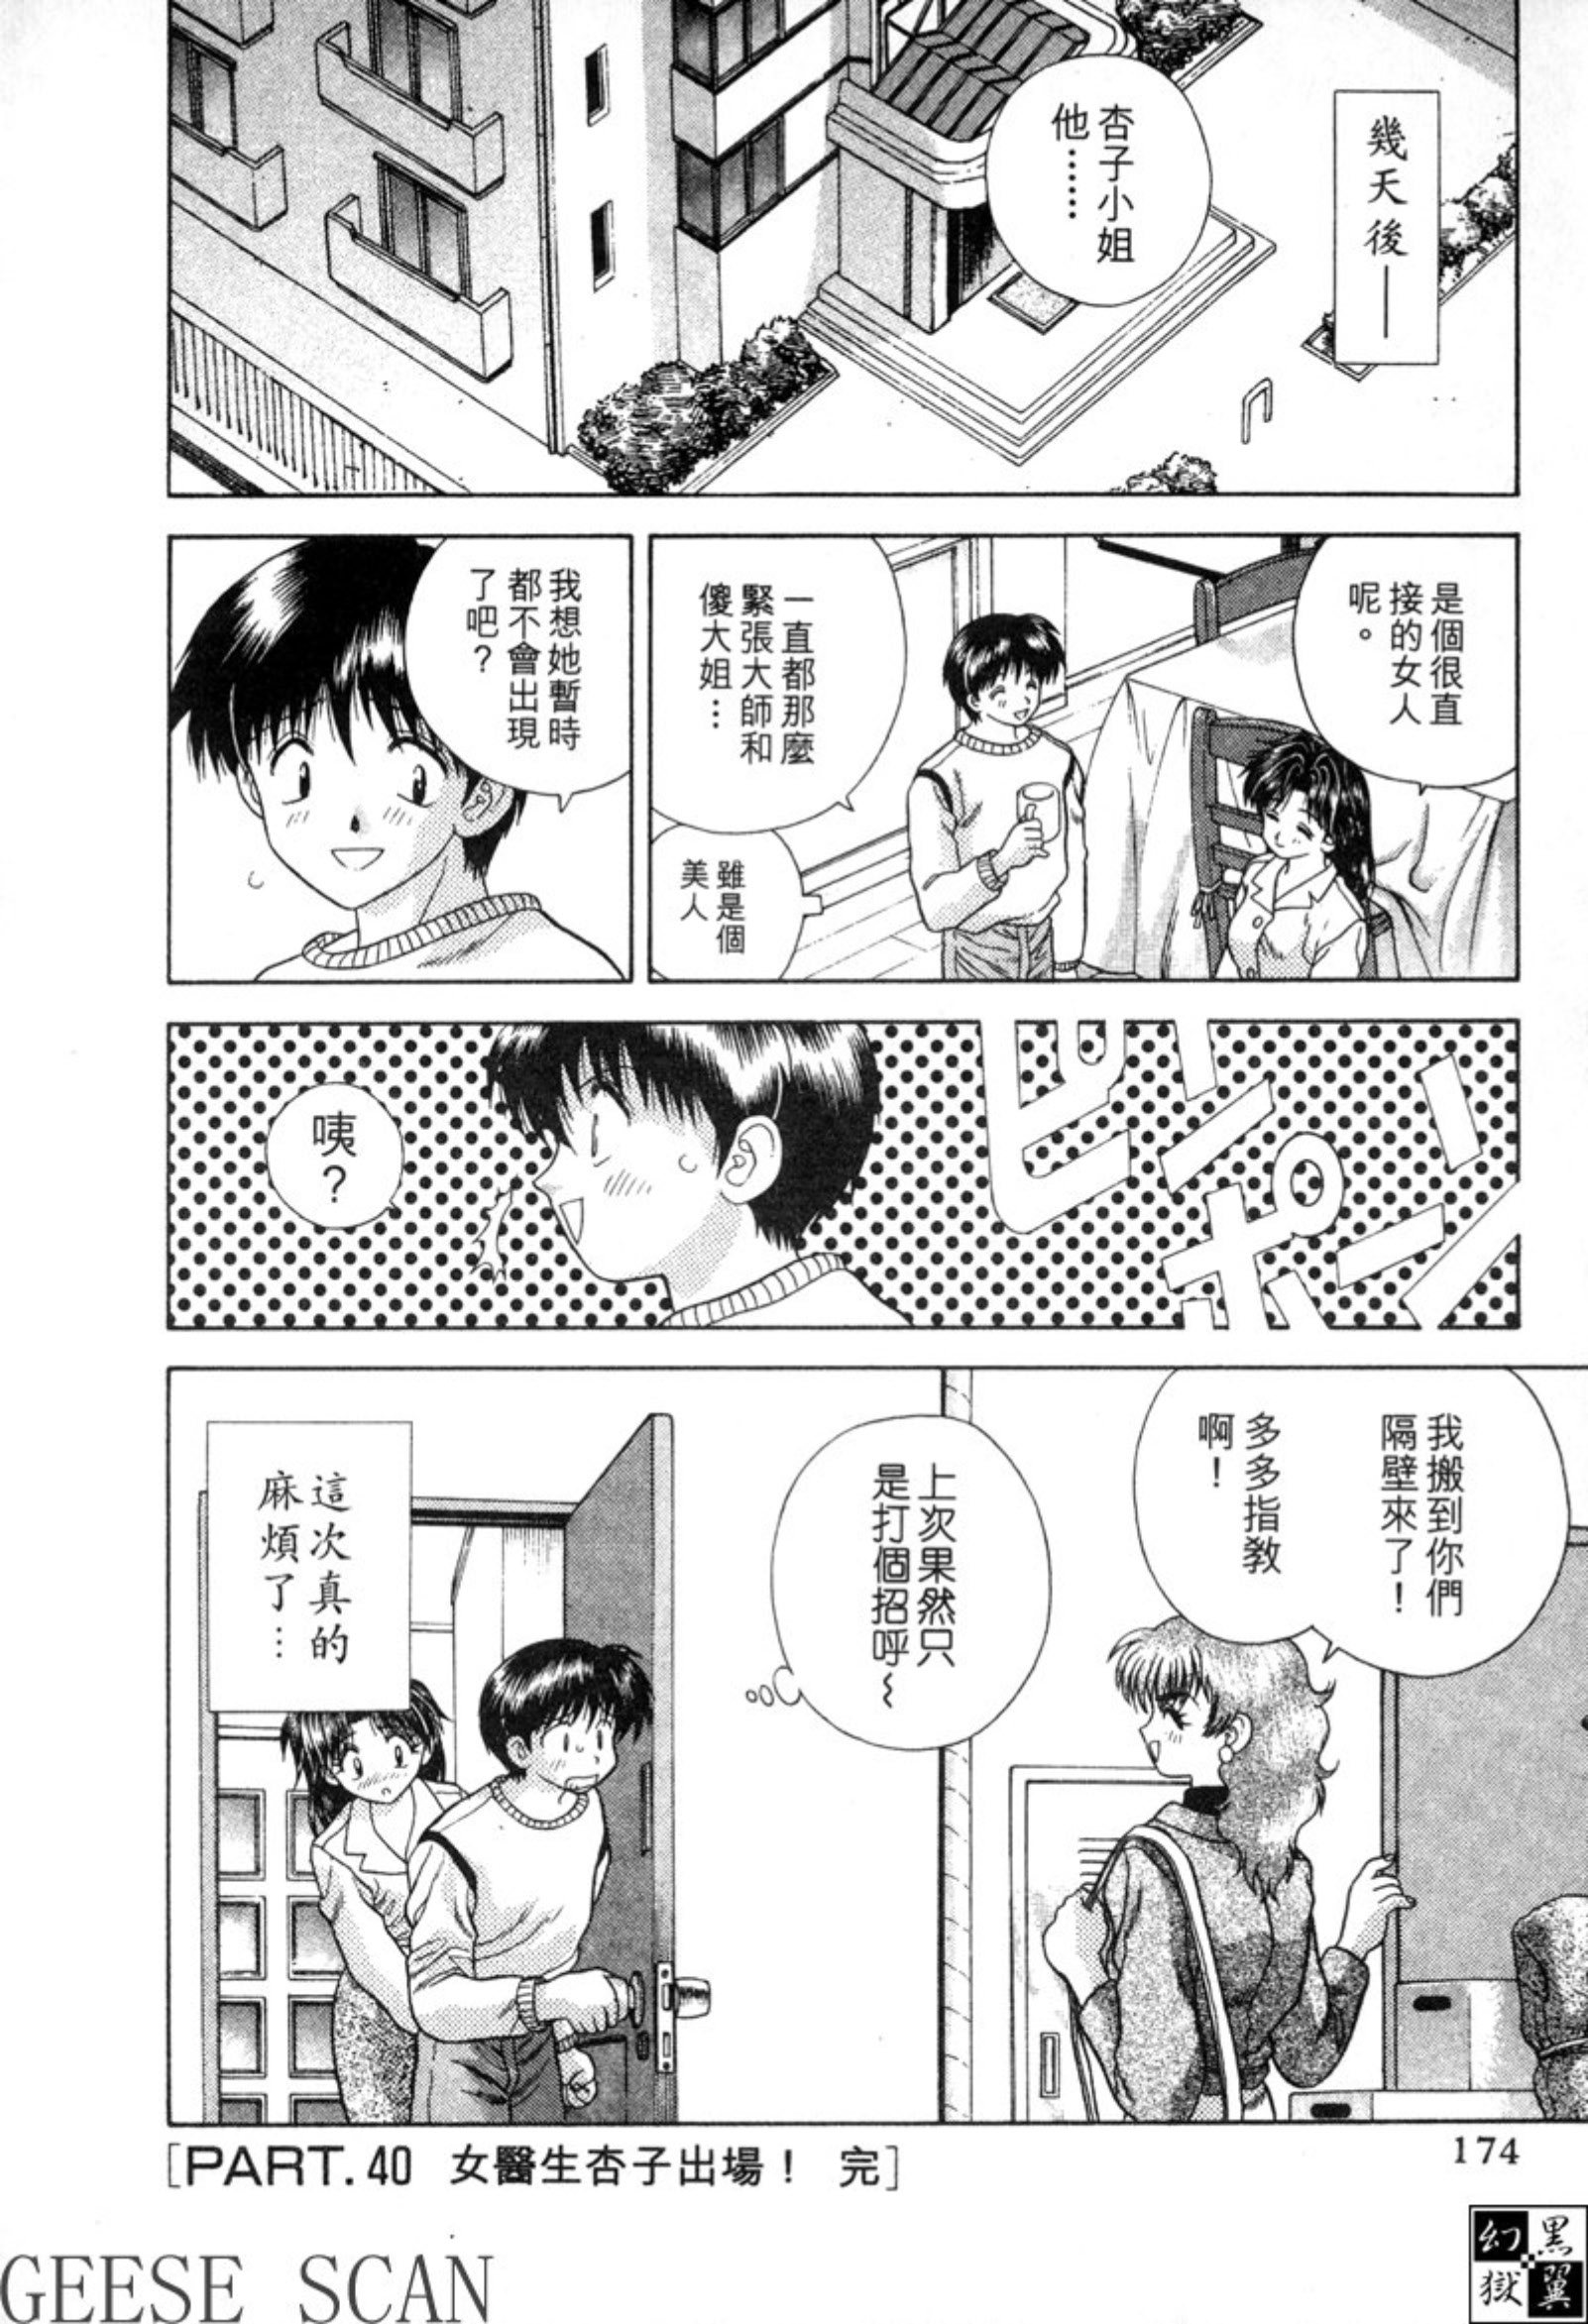 幾天後——
杏子小姐
他……
是個很直
接的女人
呢。
一直都那麼
緊張大師和
傻大姐…
雖是個
美人
我想她暫時
都不會出現
了吧？
ピンポーン
咦？
我搬到你們
隔壁來了！
多多指教
啊！
上次果然只
是打個招呼～
這次真的
麻煩了…
[PART.40 女醫生杏子出場！ 完]
174
GEESE SCAN
黑翼
幻獄